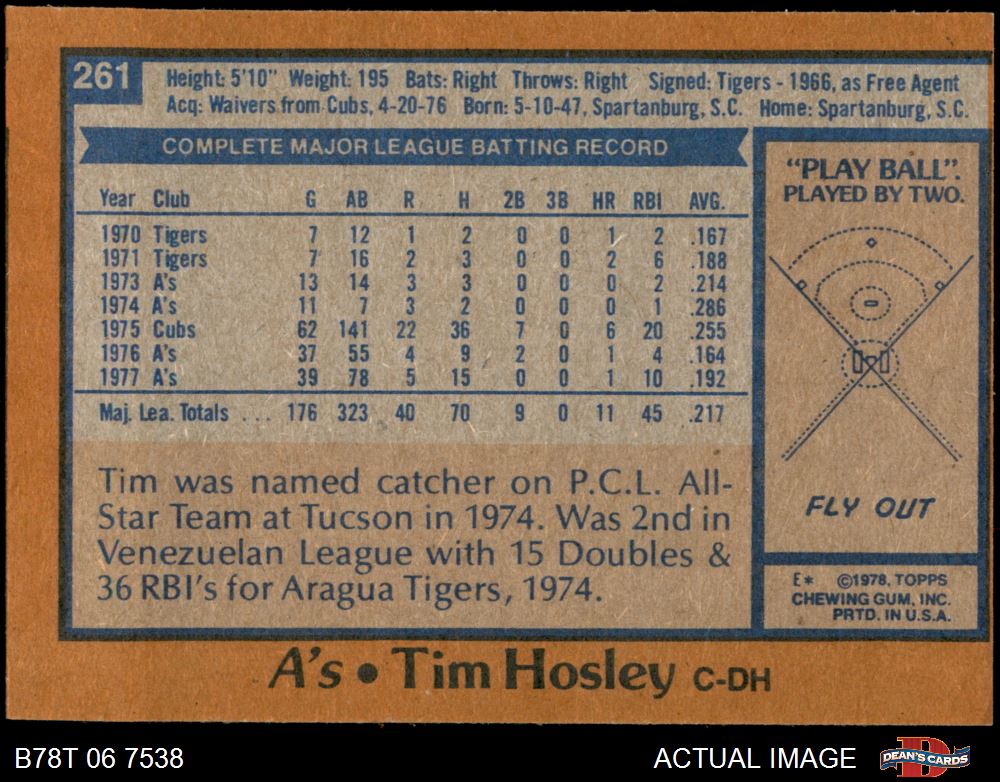 261
Height: 5'10" Weight: 195 Bats: Right Throws: Right Signed: Tigers - 1966, as Free Agent
Acq: Waivers from Cubs, 4-20-76 Born: 5-10-47, Spartanburg, S.C. Home: Spartanburg, S.C.
COMPLETE MAJOR LEAGUE BATTING RECORD
Year Club G AB R H 2B 3B HR RBI AVG.
1970 Tigers 7 12 1 2 0 0 1 2 .167
1971 Tigers 7 16 2 3 0 0 2 6 .188
1973 A's 13 14 3 3 0 0 0 2 .214
1974 A's 11 7 3 2 0 0 0 1 .286
1975 Cubs 62 141 22 36 7 0 6 20 .255
1976 A's 37 55 4 9 2 0 1 4 .164
1977 A's 39 78 5 15 0 0 1 10 .192
Maj. Lea. Totals ... 176 323 40 70 9 0 11 45 .217
Tim was named catcher on P.C.L. All-
Star Team at Tucson in 1974. Was 2nd in
Venezuelan League with 15 Doubles &
36 RBI's for Aragua Tigers, 1974.
"PLAY BALL".
PLAYED BY TWO.
FLY OUT
E* ©1978, TOPPS
CHEWING GUM, INC.
PRTD. IN U.S.A.
A's • Tim Hosley C-DH
B78T 06 7538
ACTUAL IMAGE
DEAN'S CARDS